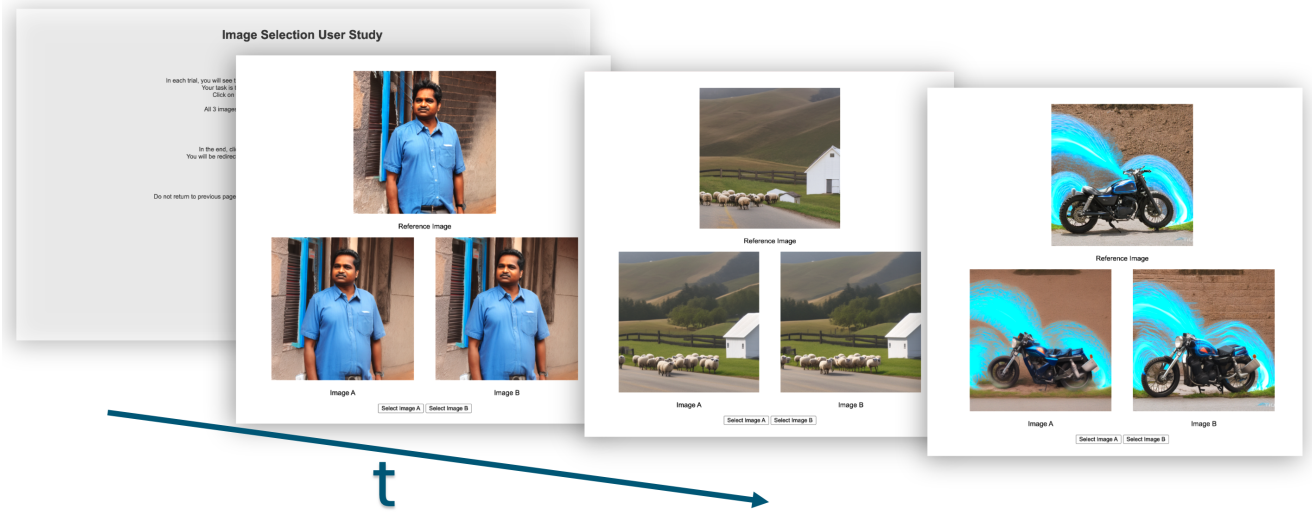 Image Selection User Study
In each trial, you will see
Your task is
Click on
All 3 images
In the end,
You will be
Do not return to previous page
Reference Image
Image A
Image B
Select Image A
Select Image B
Reference Image
Image A
Image B
Select Image A
Select Image B
Reference Image
Image A
Image B
Select Image A
Select Image B
t